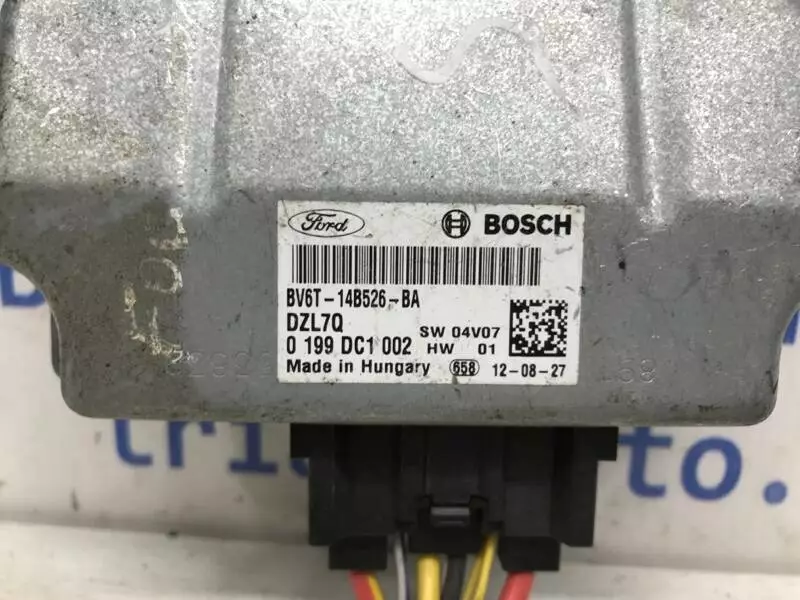 Ford BOSCH
BV6T-14B526-BA
DZL7Q
SW 04V07
0 199 DC1 002 HW 01
Made in Hungary 658 12-08-27